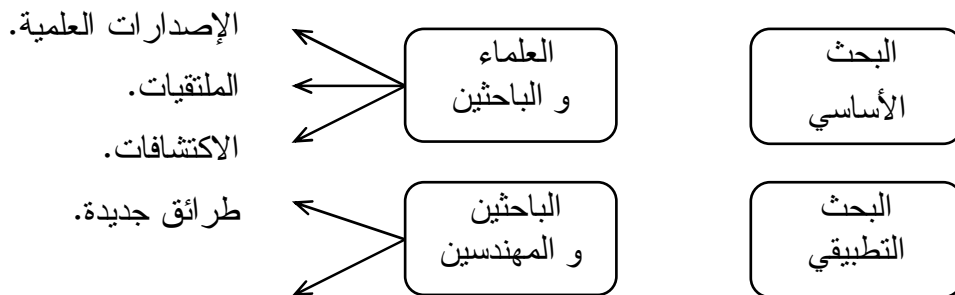 البحث
الأساسي
العلماء
و الباحثين
الإصدارات العلمية.
الملتقيات.
الاكتشافات.
البحث
التطبيقي
الباحثين
و المهندسين
طرائق جديدة.